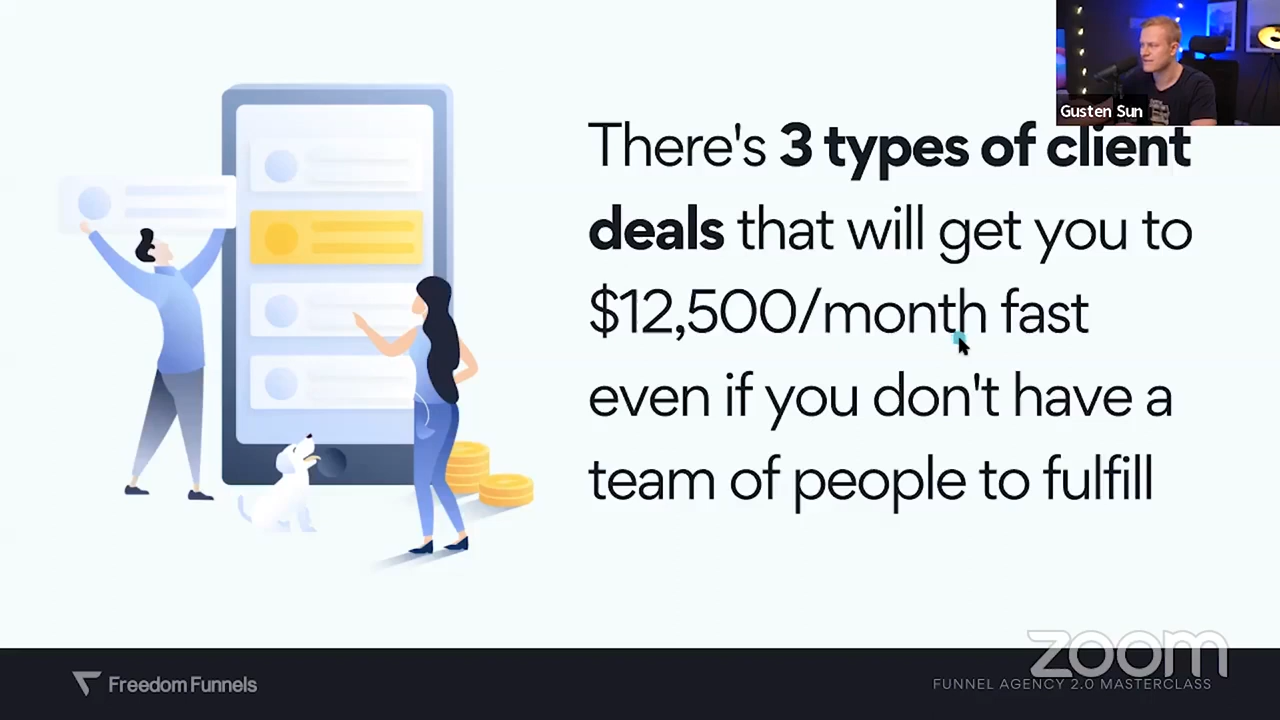 Gusten Sun
There's 3 types of client
deals that will get you to
$12,500/month fast
even if you don't have a
team of people to fulfill
zoom
Freedom Funnels
FUNNEL AGENCY 2.0 MASTERCLASS